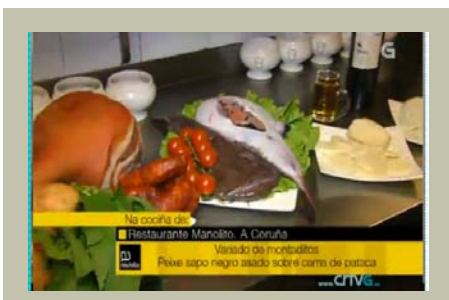 G
Na cociña de:
Restaurante Manolito. A Coruña
Variado de montaditos
Peixe sapo negro asado sobre cama de pataca
www.CRTVG.es